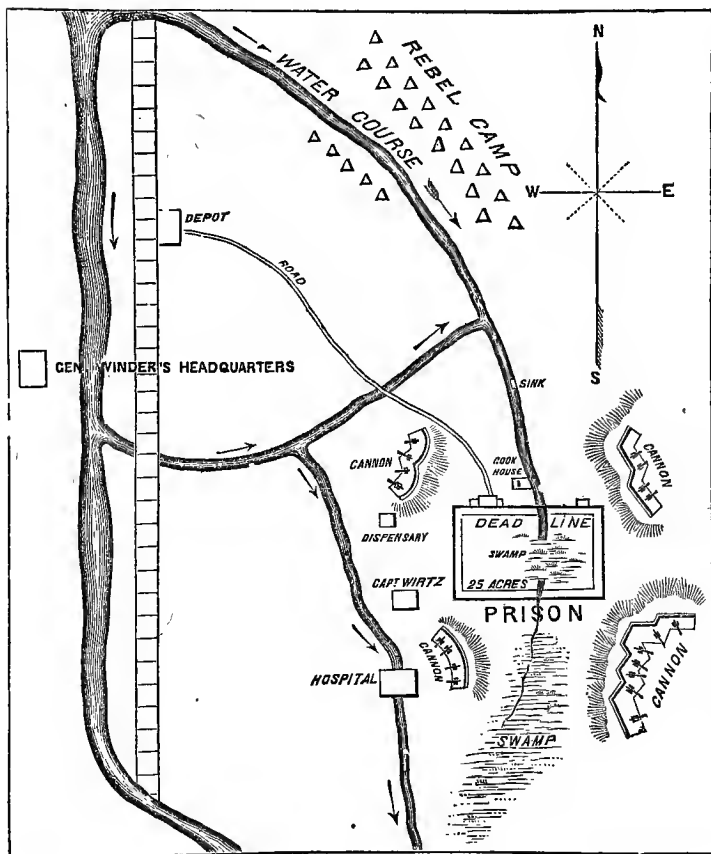 N
WATER COURSE
REBEL CAMP
W E
S
DEPOT
ROAD
GEN WINDER'S HEADQUARTERS
SINK
CANNON
COOK
HOUSE
CANNON
DISPENSARY
DEAD LINE
SWAMP
25 ACRES
CAPT WIRTZ
PRISON
CANNON
HOSPITAL
CANNON
SWAMP